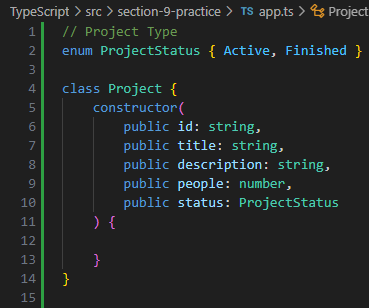 TypeScript > src > section-9-practice > TS app.ts > Project
1 // Project Type
2 enum ProjectStatus { Active, Finished }
3
4 class Project {
5     constructor(
6         public id: string,
7         public title: string,
8         public description: string,
9         public people: number,
10         public status: ProjectStatus
11     ) {
12
13     }
14 }
15